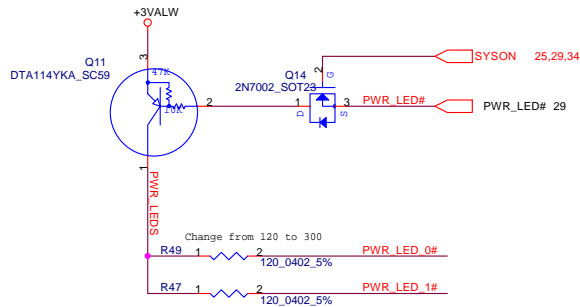 +3VALW
Q11
DTA114YKA_SC59
3
47K
10K
2
1
PWR_LEDS
Q14
2N7002_SOT23
2
G
1
D
S
3
PWR_LED#
SYSON 25,29,34
PWR_LED# 29
Change from 120 to 300
R49 1 2 PWR_LED_0#
120_0402_5%
R47 1 2 PWR_LED_1#
120_0402_5%